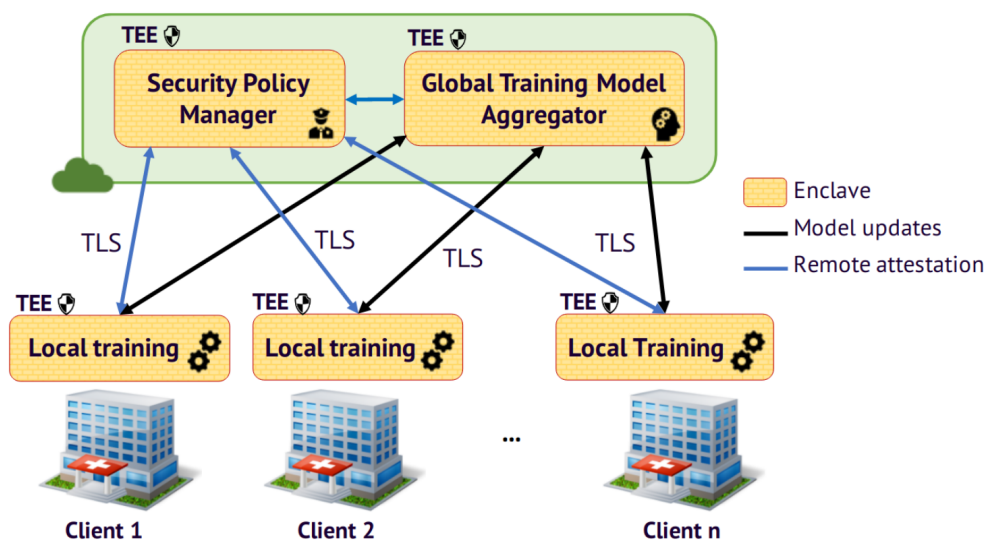 TEE
TEE
Security Policy
Manager
Global Training Model
Aggregator
Enclave
Model updates
Remote attestation
TLS
TLS
TLS
TLS
TEE
TEE
TEE
Local training
Local training
Local Training
...
Client 1
Client 2
Client n